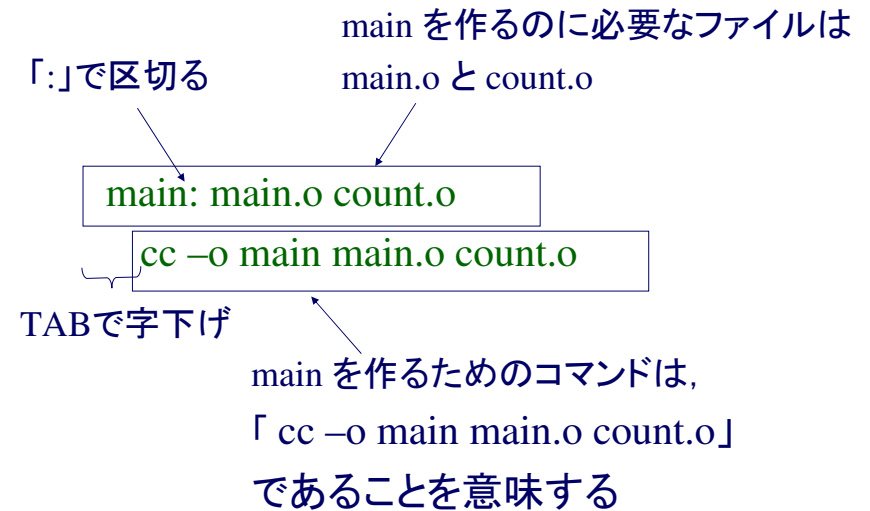 main を作るのに必要なファイルは
「:」で区切る
main.o と count.o
main: main.o count.o
cc –o main main.o count.o
TABで字下げ
main を作るためのコマンドは,
「 cc –o main main.o count.o」
であることを意味する